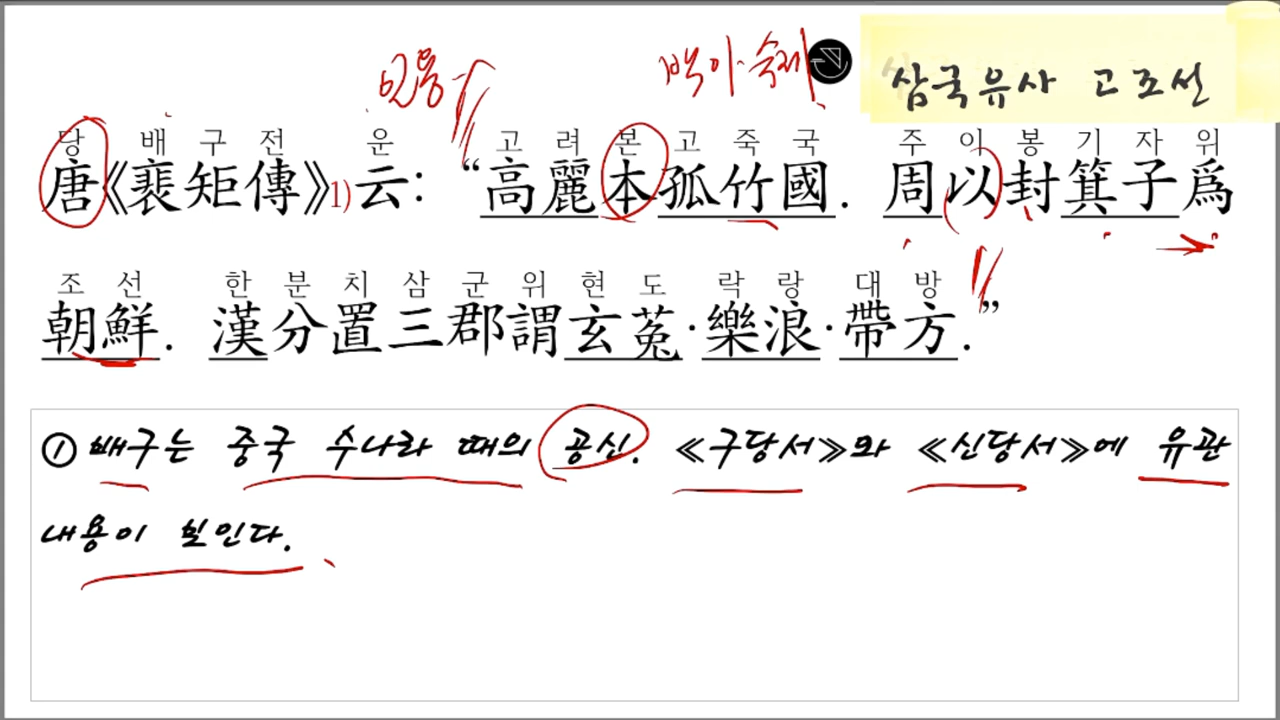 인용
백이·숙제
삼국유사 고조선
당 배구전 운 고려본고죽국 주이봉기자위
唐《裵矩傳》1)云: “高麗本孤竹國. 周以封箕子爲
조선 한분치삼군위현도 락랑 대방
朝鮮. 漢分置三郡謂玄菟·樂浪·帶方.”
① 배구는 중국 수나라 때의 공신. 《구당서》와 《신당서》에 유관
내용이 보인다.